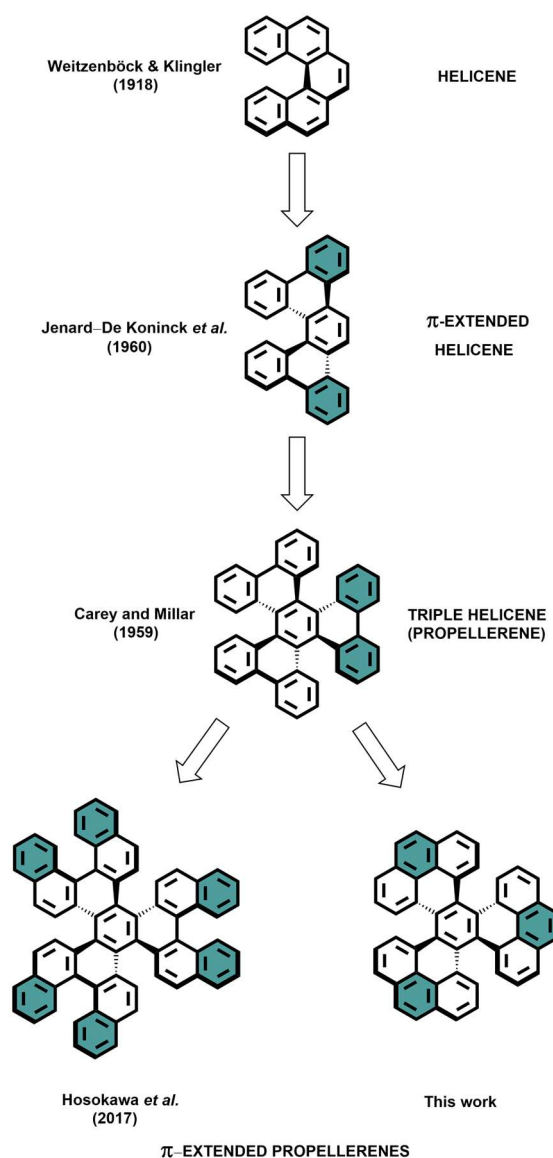 Weitzenböck & Klingler
(1918)
HELICENE
Jenard–De Koninck et al.
(1960)
π-EXTENDED
HELICENE
Carey and Millar
(1959)
TRIPLE HELICENE
(PROPELLERENE)
Hosokawa et al.
(2017)
This work
π–EXTENDED PROPELLERENES